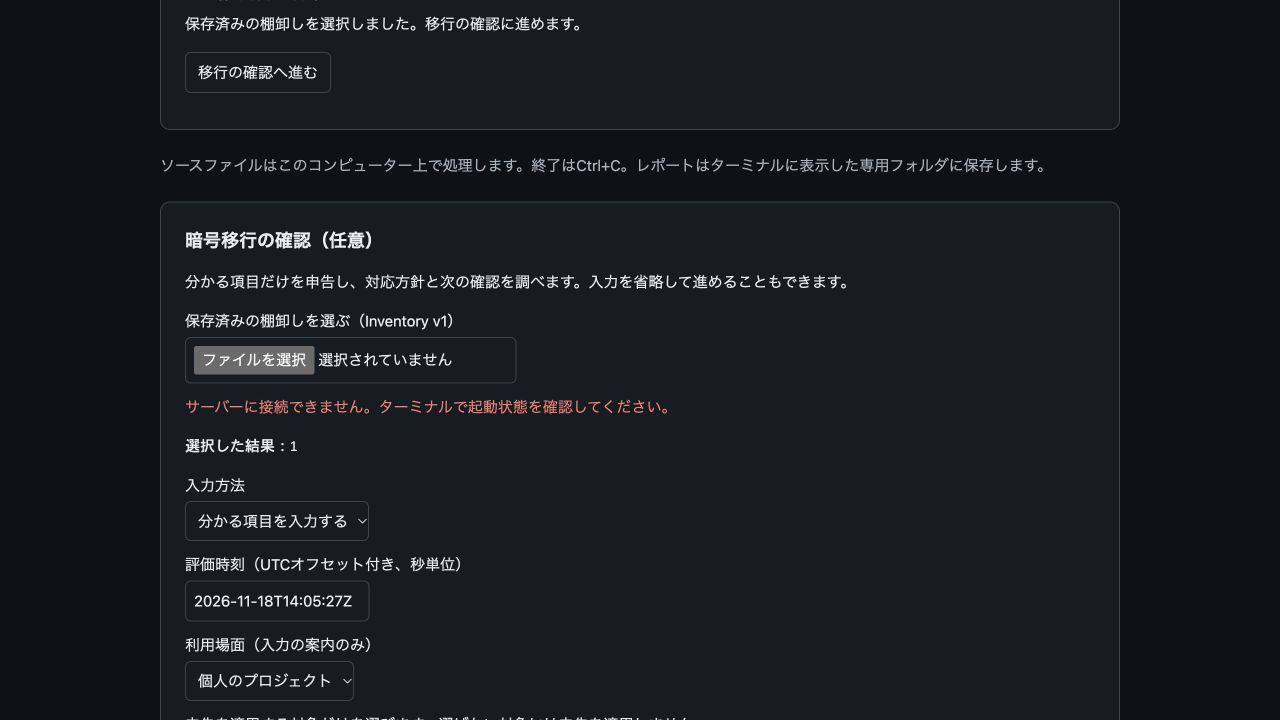 保存済みの棚卸しを選択しました。移行の確認に進めます。
移行の確認へ進む
ソースファイルはこのコンピューター上で処理します。終了はCtrl+C。レポートはターミナルに表示した専用フォルダに保存します。
暗号移行の確認（任意）
分かる項目だけを申告し、対応方針と次の確認を調べます。入力を省略して進めることもできます。
保存済みの棚卸しを選ぶ（Inventory v1）
ファイルを選択 選択されていません
サーバーに接続できません。ターミナルで起動状態を確認してください。
選択した結果：1
入力方法
分かる項目を入力する
評価時刻（UTCオフセット付き、秒単位）
2026-11-18T14:05:27Z
利用場面（入力の案内のみ）
個人のプロジェクト